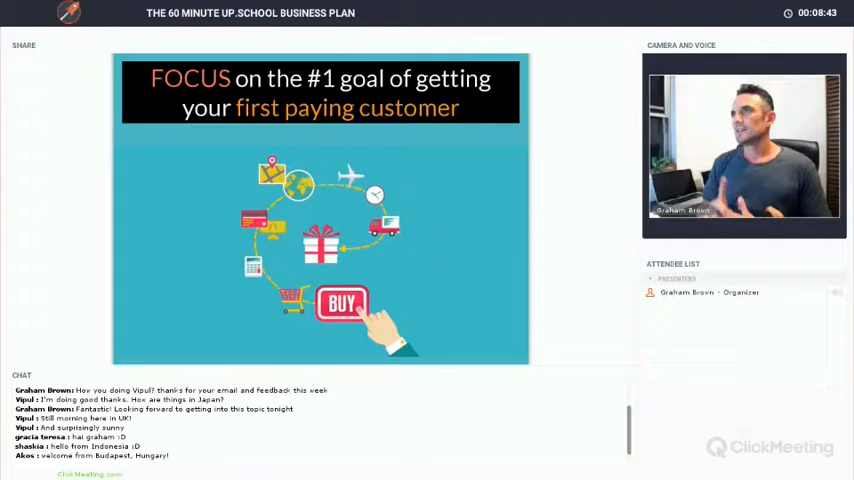 THE 60 MINUTE UP.SCHOOL BUSINESS PLAN
00:08:43
SHARE
FOCUS on the #1 goal of getting
your first paying customer
BUY
CAMERA AND VOICE
Graham Brown
ATTENDEE LIST
PRESENTERS
Graham Brown - Organizer
CHAT
Graham Brown: How you doing Vipul? thanks for your email and feedback this week
Vipul : I'm doing good thanks. How are things in Japan?
Graham Brown: Fantastic! Looking forward to getting into this topic tonight
Vipul : Still morning here in UK!
Vipul : And surprisingly sunny
gracia teresa : hai graham :D
shaskia : hello from Indonesia :D
Akos : welcome from Budapest, Hungary!
ClickMeeting.com
ClickMeeting